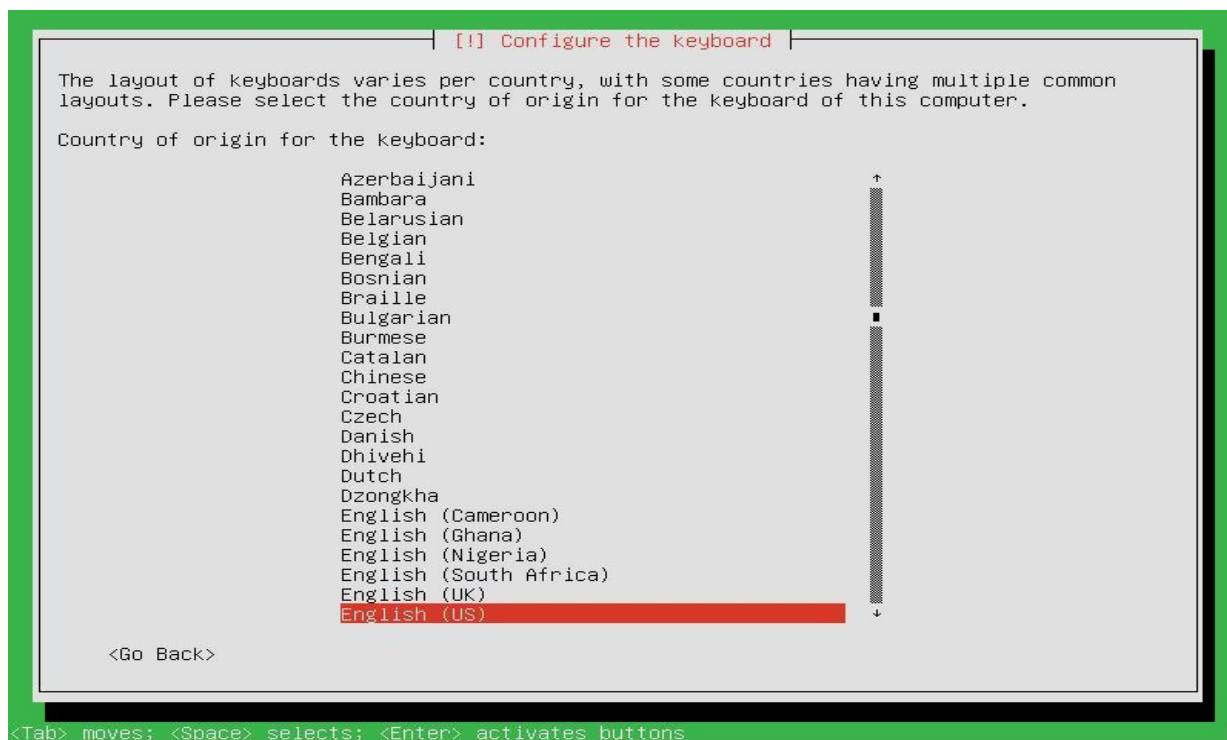 [!] Configure the keyboard
The layout of keyboards varies per country, with some countries having multiple common
layouts. Please select the country of origin for the keyboard of this computer.
Country of origin for the keyboard:
Azerbaijani
Bambara
Belarusian
Belgian
Bengali
Bosnian
Braille
Bulgarian
Burmese
Catalan
Chinese
Croatian
Czech
Danish
Dhivehi
Dutch
Dzongkha
English (Cameroon)
English (Ghana)
English (Nigeria)
English (South Africa)
English (UK)
English (US)
<Go Back>
<Tab> moves; <Space> selects; <Enter> activates buttons